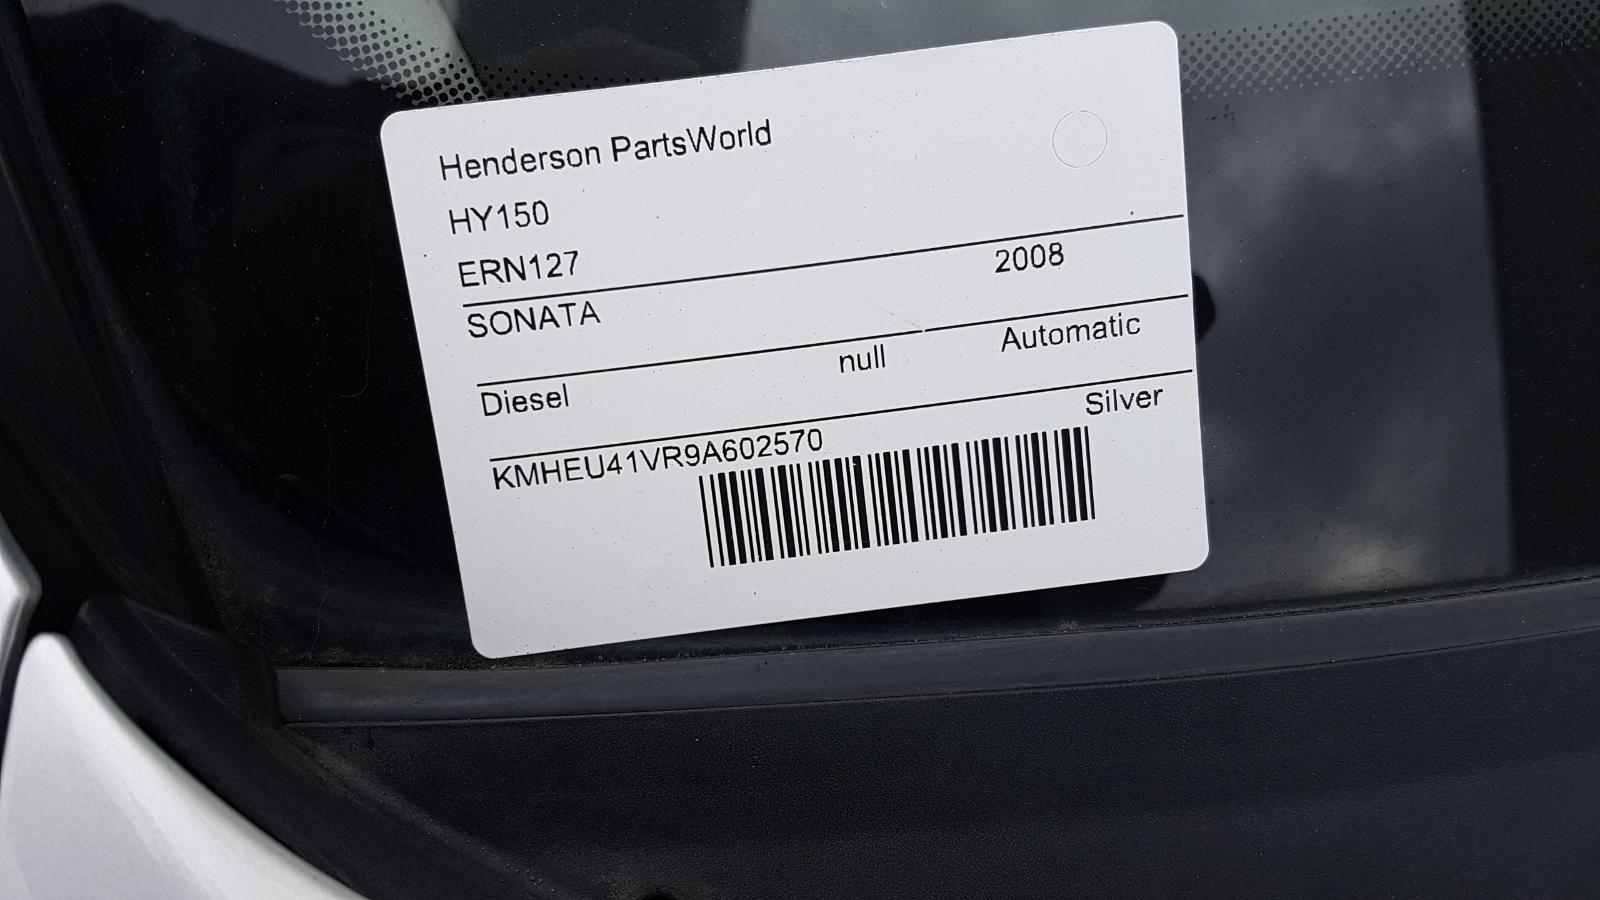 Henderson PartsWorld
HY150
ERN127
SONATA 2008
Diesel null Automatic
KMHEU41VR9A602570 Silver